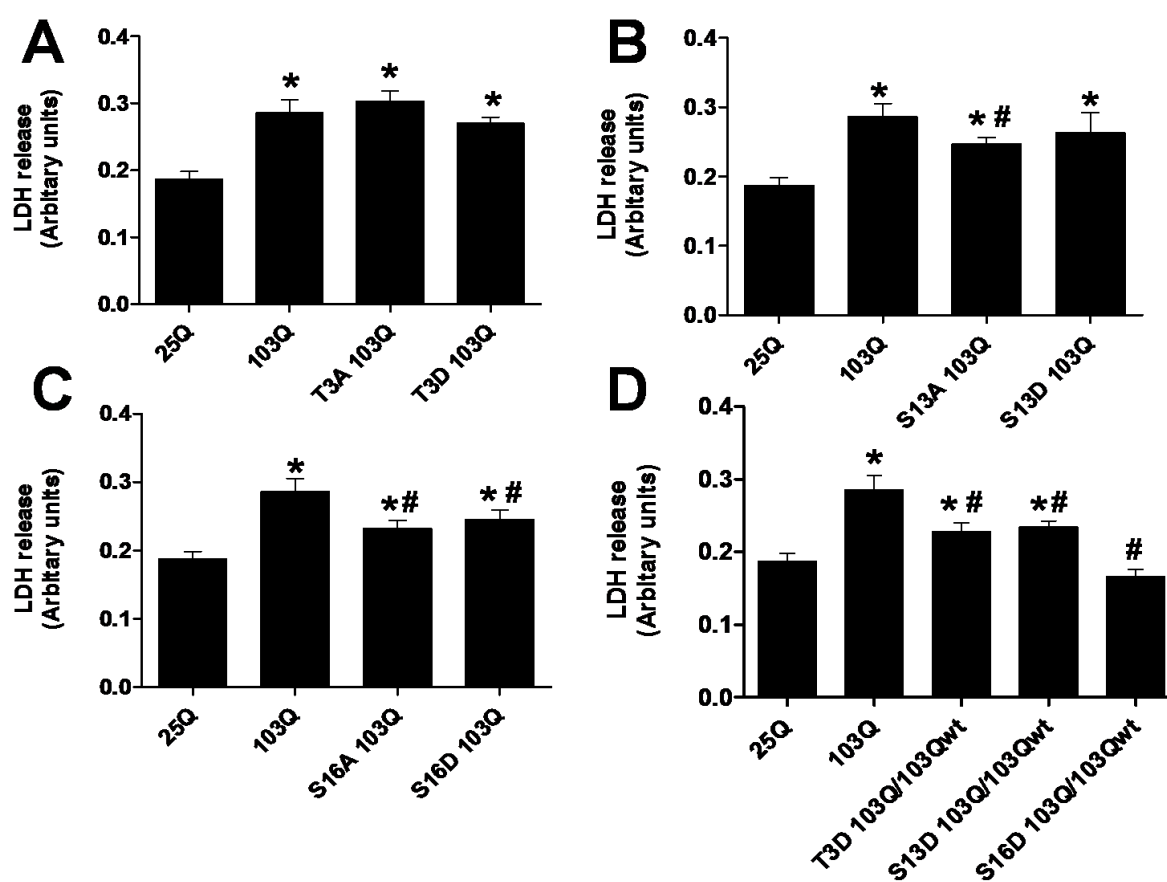 A
LDH release
(Arbitary units)
0.4
0.3
0.2
0.1
0.0
*
*
*
25Q
103Q
T3A 103Q
T3D 103Q
B
LDH release
(Arbitary units)
0.4
0.3
0.2
0.1
0.0
*
* #
*
25Q
103Q
S13A 103Q
S13D 103Q
C
LDH release
(Arbitary units)
0.4
0.3
0.2
0.1
0.0
*
*#
* #
25Q
103Q
S16A 103Q
S16D 103Q
D
LDH release
(Arbitary units)
0.4
0.3
0.2
0.1
0.0
*
* #
*#
#
25Q
103Q
T3D 103Q/103Qwt
S13D 103Q/103Qwt
S16D 103Q/103Qwt